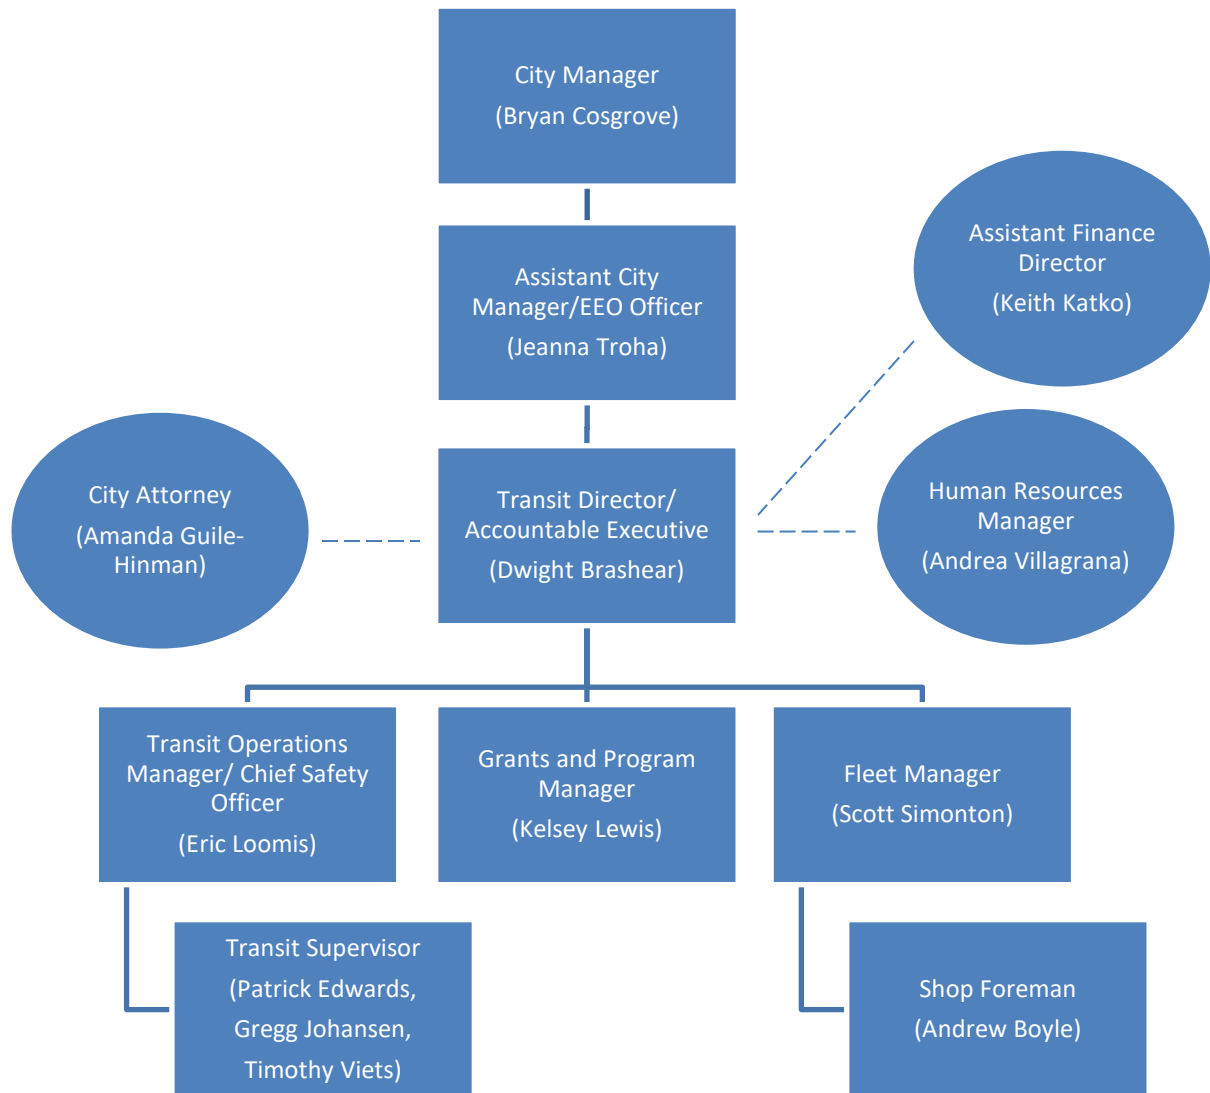 City Manager
(Bryan Cosgrove)
Assistant City
Manager/EEO Officer
(Jeanna Troha)
Assistant Finance
Director
(Keith Katko)
City Attorney
(Amanda Guile-
Hinman)
Transit Director/
Accountable Executive
(Dwight Brashear)
Human Resources
Manager
(Andrea Villagrana)
Transit Operations
Manager/ Chief Safety
Officer
(Eric Loomis)
Grants and Program
Manager
(Kelsey Lewis)
Fleet Manager
(Scott Simonton)
Transit Supervisor
(Patrick Edwards,
Gregg Johansen,
Timothy Viets)
Shop Foreman
(Andrew Boyle)